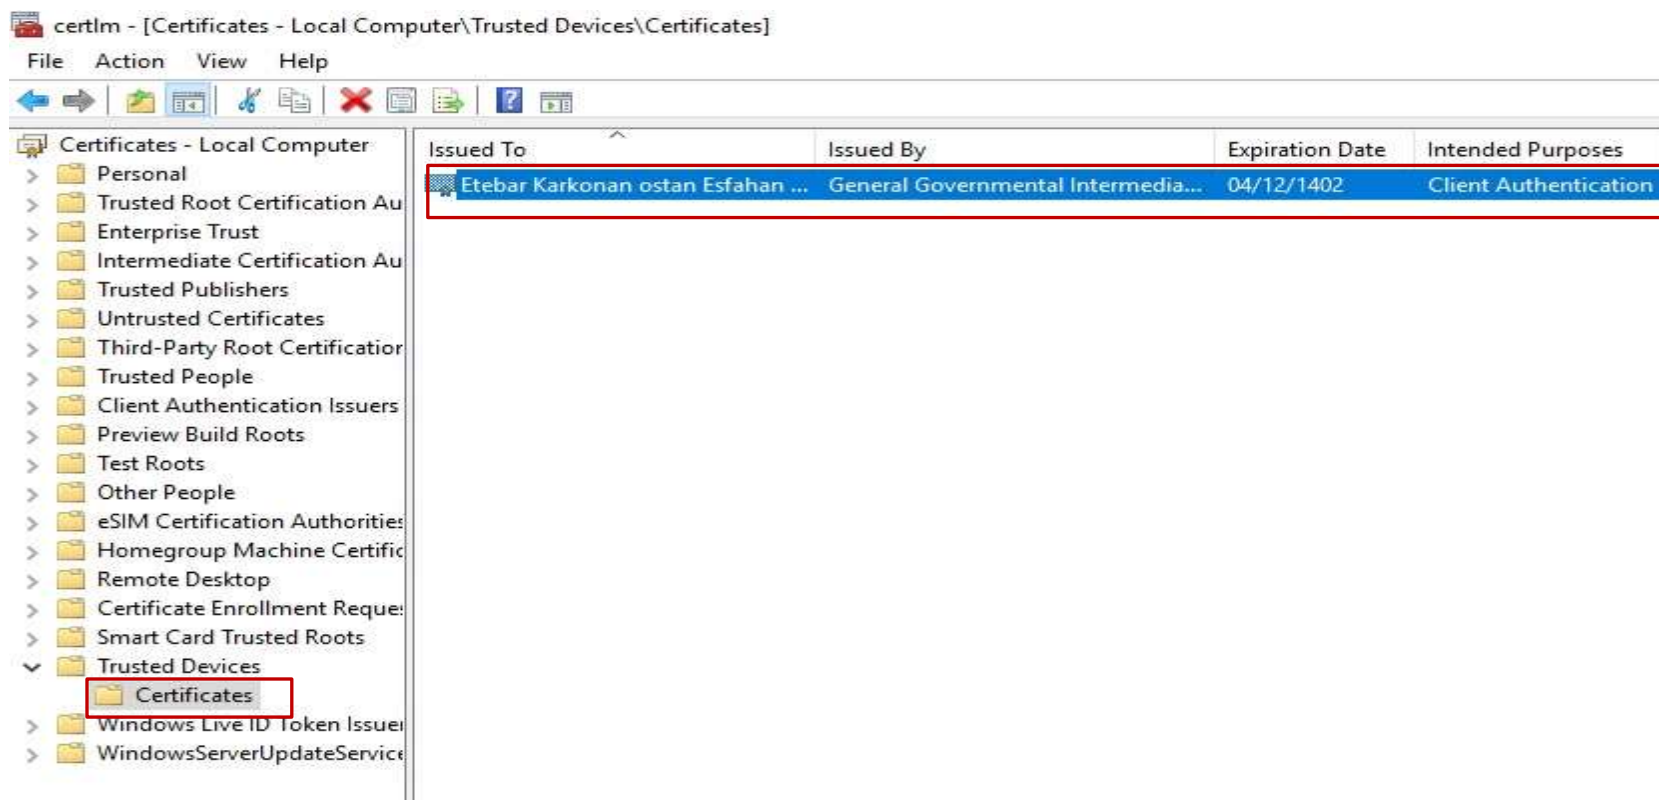 certlm - [Certificates - Local Computer\Trusted Devices\Certificates]
File Action View Help
Certificates - Local Computer
Personal
Trusted Root Certification Au
Enterprise Trust
Intermediate Certification Au
Trusted Publishers
Untrusted Certificates
Third-Party Root Certification
Trusted People
Client Authentication Issuers
Preview Build Roots
Test Roots
Other People
eSIM Certification Authorities
Homegroup Machine Certific
Remote Desktop
Certificate Enrollment Reques
Smart Card Trusted Roots
Trusted Devices
Certificates
Windows Live ID Token Issuer
WindowsServerUpdateService
Issued To Issued By Expiration Date Intended Purposes
Etebar Karkonan ostan Esfahan ... General Governmental Intermedia... 04/12/1402 Client Authentication